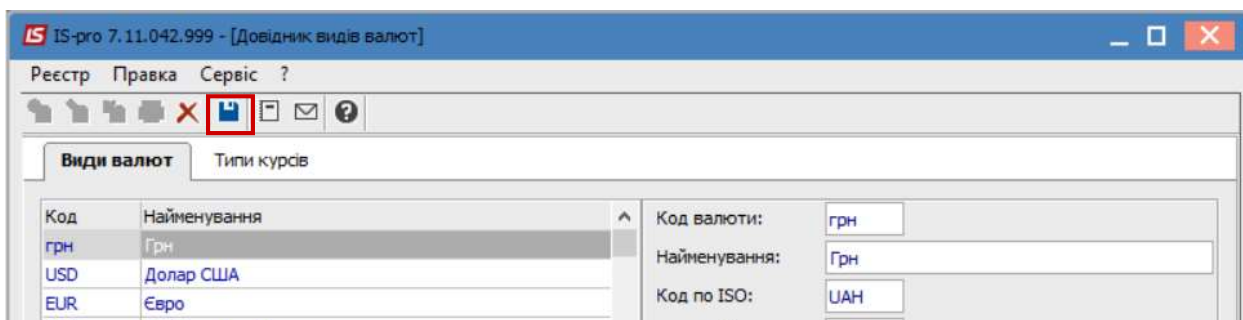 IS IS-pro 7.11.042.999 - [Довідник видів валют]
Реєстр Правка Сервіс ?
Види валют Типи курсів
Код Найменування
грн Грн
USD Долар США
EUR Євро
Код валюти: грн
Найменування: Грн
Код по ISO: UAH